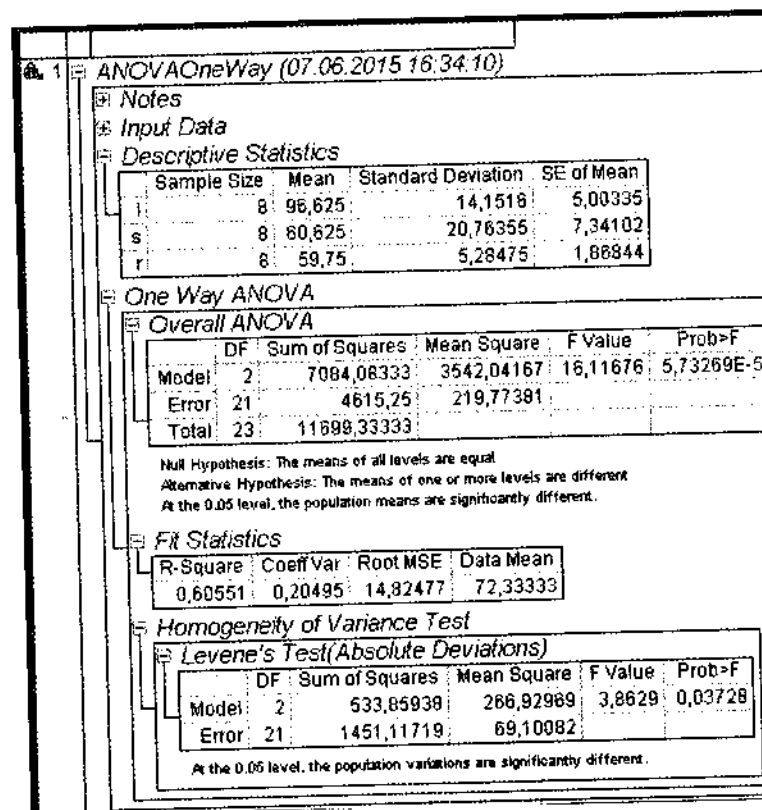 1 ANOVAOneWay (07.06.2015 16:34:10)
Notes
Input Data
Descriptive Statistics
Sample Size Mean Standard Deviation SE of Mean
8 96,625 14,1516 5,00335
s 8 60,625 20,76355 7,34102
r 8 59,75 5,28475 1,86844
One Way ANOVA
Overall ANOVA
DF Sum of Squares Mean Square F Value Prob>F
Model 2 7084,08333 3542,04167 16,11676 5,73269E-5
Error 21 4615,25 219,77381
Total 23 11699,33333
Null Hypothesis: The means of all levels are equal
Alternative Hypothesis: The means of one or more levels are different
At the 0.05 level, the population means are significantly different.
Fit Statistics
R-Square Coeff Var Root MSE Data Mean
0,60551 0,20495 14,82477 72,33333
Homogeneity of Variance Test
Levene's Test(Absolute Deviations)
DF Sum of Squares Mean Square F Value Prob>F
Model 2 533,85938 266,92969 3,8629 0,03728
Error 21 1451,11719 69,10082
At the 0.05 level, the population variations are significantly different.